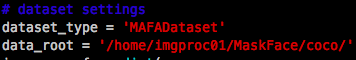 # dataset settings
dataset_type = 'MAFADataset'
data_root = '/home/imgproc01/MaskFace/coco/'